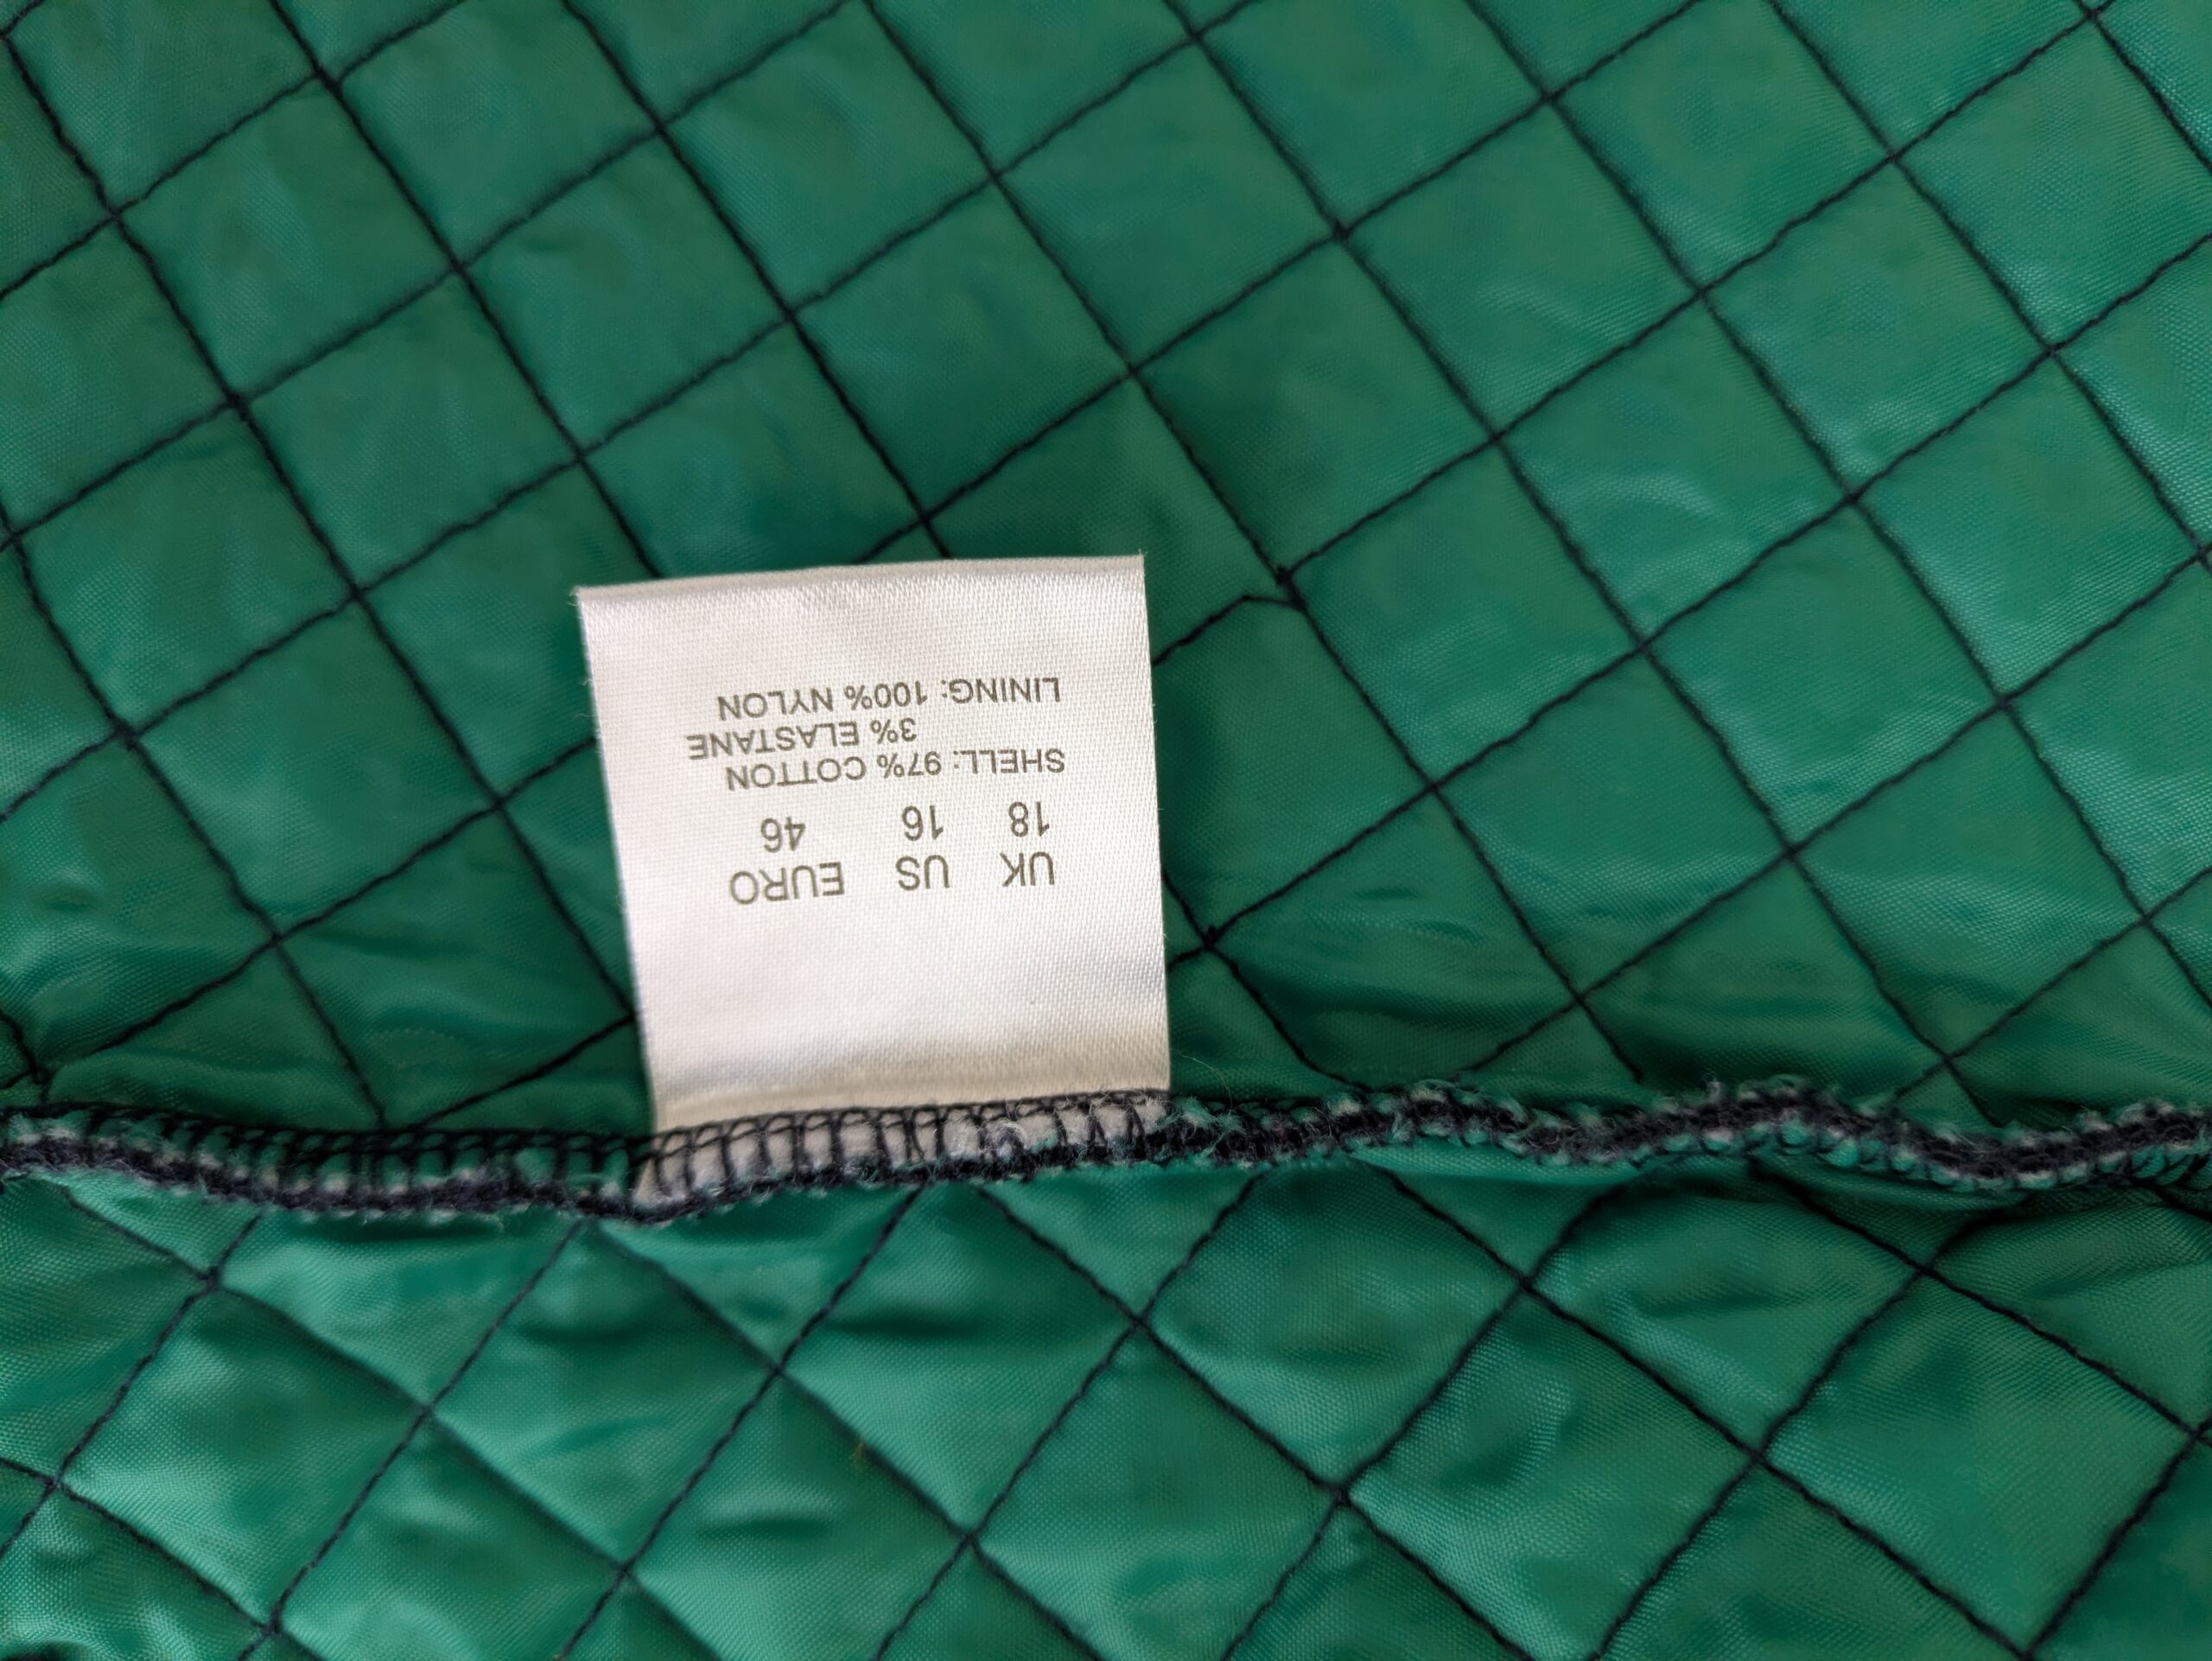 UK US EURO
18 16 46
SHELL: 97% COTTON
3% ELASTANE
LINING: 100% NYLON